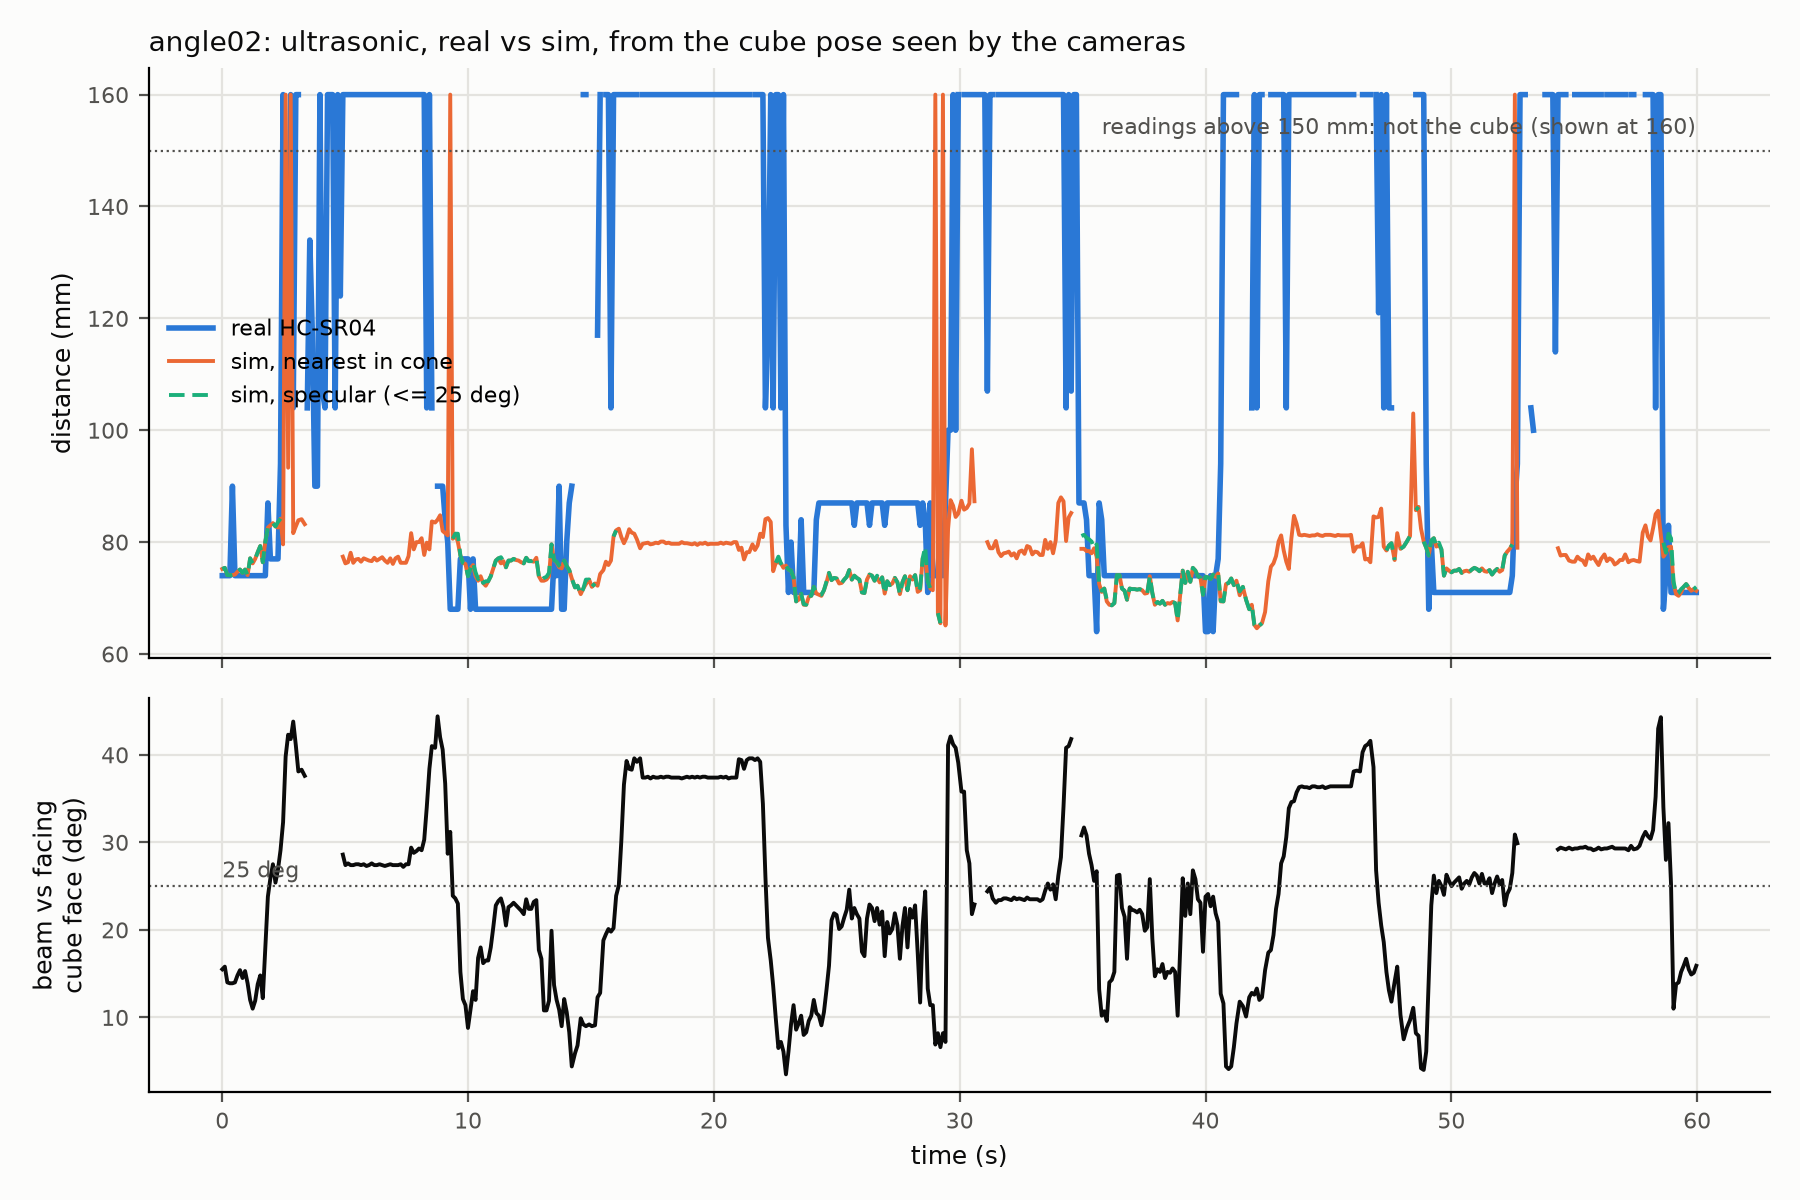 angle02: ultrasonic, real vs sim, from the cube pose seen by the cameras
160
140
120
100
80
60
distance (mm)
readings above 150 mm: not the cube (shown at 160)
real HC-SR04
sim, nearest in cone
sim, specular (<= 25 deg)
40
30
20
10
beam vs facing
cube face (deg)
25 deg
0
10
20
30
40
50
60
time (s)